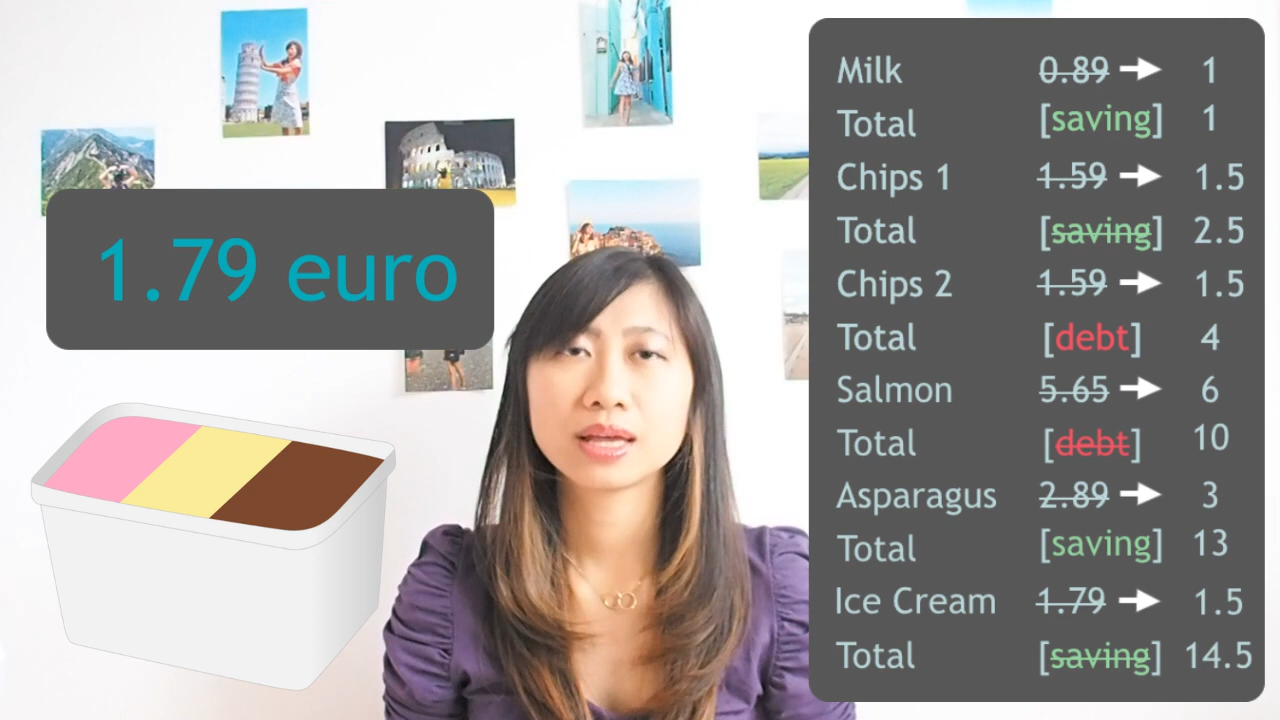 1.79 euro
Milk 0.89 1
Total [saving] 1
Chips 1 1.59 1.5
Total [saving] 2.5
Chips 2 1.59 1.5
Total [debt] 4
Salmon 5.65 6
Total [debt] 10
Asparagus 2.89 3
Total [saving] 13
Ice Cream 1.79 1.5
Total [saving] 14.5